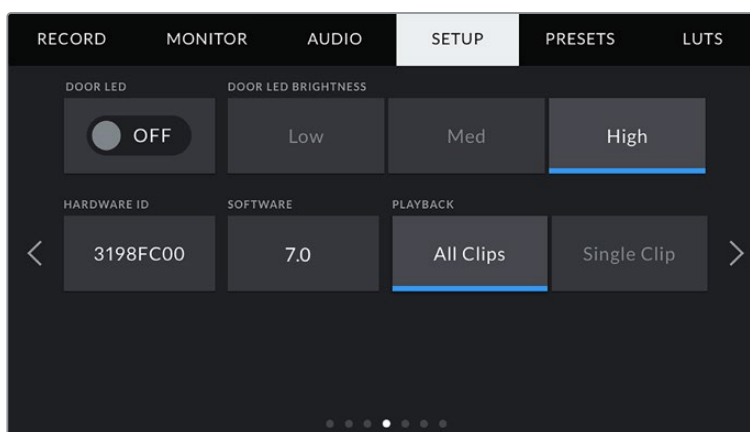 RECORD MONITOR AUDIO SETUP PRESETS LUTS
DOOR LED DOOR LED BRIGHTNESS
OFF Low Med High
HARDWARE ID SOFTWARE PLAYBACK
3198FC00 7.0 All Clips Single Clip